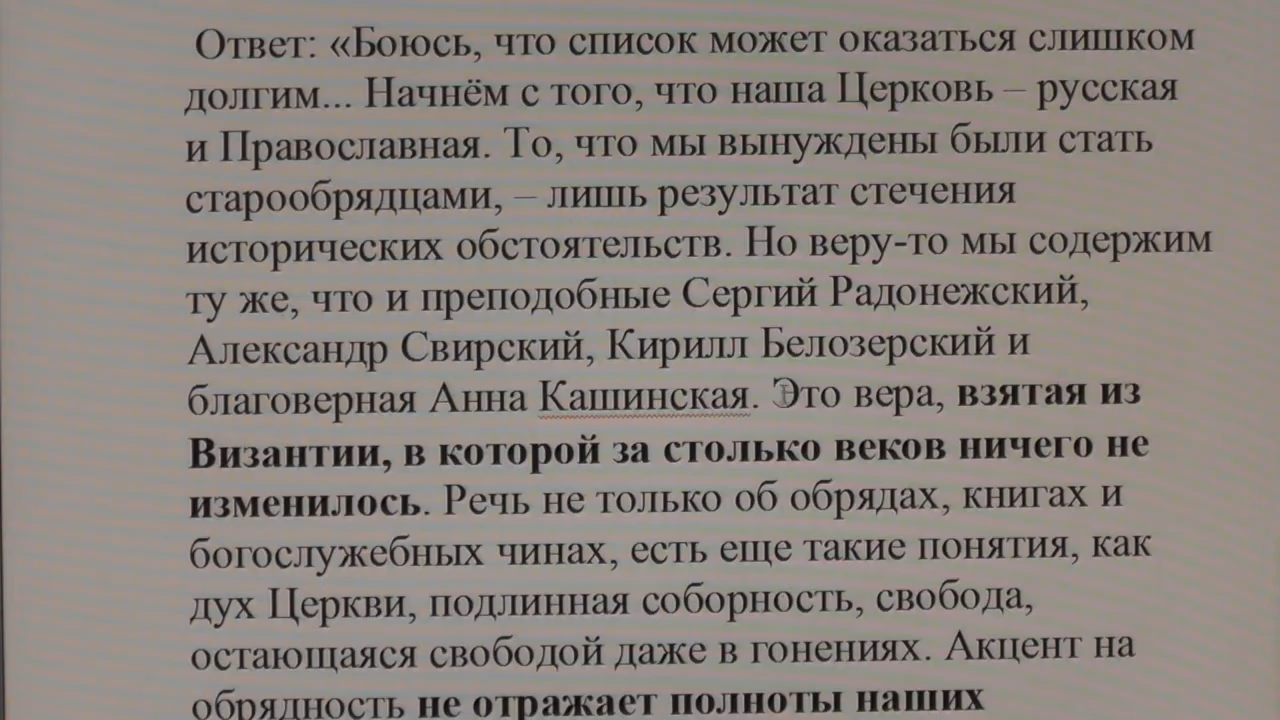 Ответ: «Боюсь, что список может оказаться слишком
долгим... Начнём с того, что наша Церковь – русская
и Православная. То, что мы вынуждены были стать
старообрядцами, – лишь результат стечения
исторических обстоятельств. Но веру-то мы содержим
ту же, что и преподобные Сергий Радонежский,
Александр Свирский, Кирилл Белозерский и
благоверная Анна Кашинская. Это вера, взятая из
Византии, в которой за столько веков ничего не
изменилось. Речь не только об обрядах, книгах и
богослужебных чинах, есть еще такие понятия, как
дух Церкви, подлинная соборность, свобода,
остающаяся свободой даже в гонениях. Акцент на
обрядность не отражает полноты наших